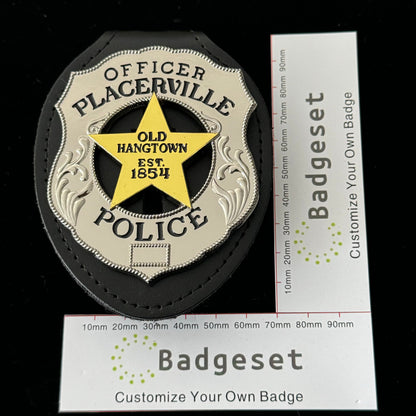 OFFICER
PLACERVILLE
OLD
HANGTOWN
EST.
1854
POLICE
10mm 20mm 30mm 40mm 50mm 60mm 70mm 80mm 90mm
Badgeset
Customize Your Own Badge
10mm 20mm 30mm 40mm 50mm 60mm 70mm 80mm 90mm
Badgeset
Customize Your Own Badge